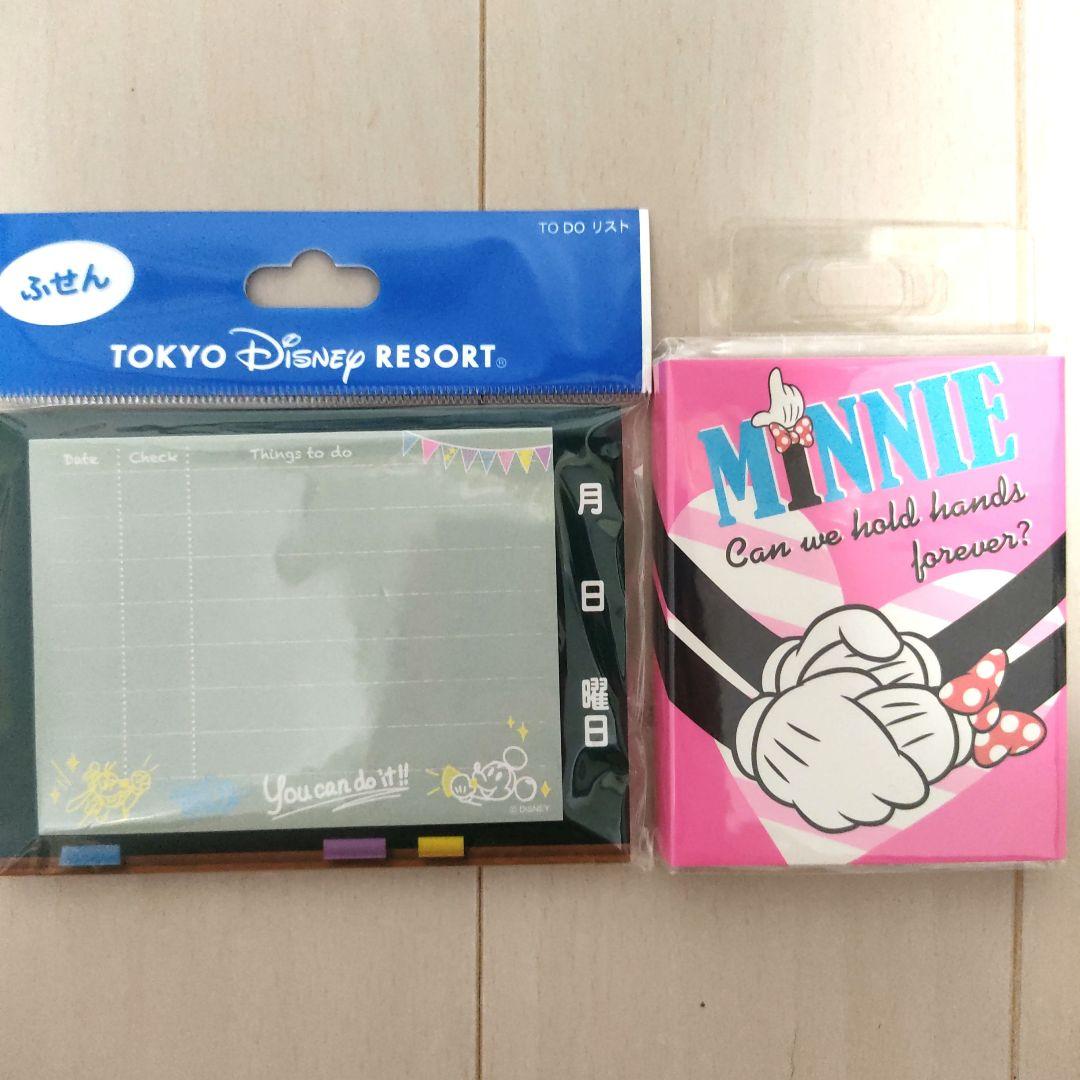 TO DO リスト
ふせん
TOKYO Disney RESORT®
Date Check Things to do
月
日
曜日
You can do it!!
© DISNEY
MINNIE
Can we hold hands
forever?